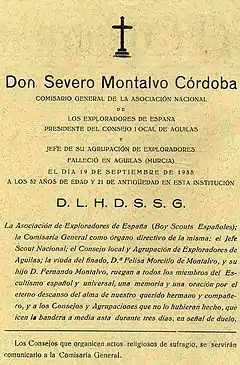 Don Severo Montalvo Córdoba
COMISARIO GENERAL DE LA ASOCIACIÓN NACIONAL
DE
LOS EXPLORADORES DE ESPAÑA
PRESIDENTE DEL CONSEJO LOCAL DE AGUILAS
Y
JEFE DE SU AGRUPACIÓN DE EXPLORADORES
FALLECIÓ EN AGUILAS (MURCIA)
EL DÍA 19 DE SEPTIEMBRE DE 1935
A LOS 52 AÑOS DE EDAD Y 21 DE ANTIGÜEDAD EN ESTA INSTITUCIÓN
D. L. H. D. S. S. G.
La Asociación de Exploradores de España (Boy Scouts Españoles);
la Comisaría General como órgano directivo de la misma; el Jefe
Scout Nacional; el Consejo local y Agrupación de Exploradores de
Aguilas; la viuda del finado, D.ª Felisa Morcillo de Montalvo, y su
hijo D. Fernando Montalvo, ruegan a todos los miembros del Es-
cultismo español y universal, una memoria y una oración por el
eterno descanso del alma de nuestro querido hermano y compañe-
ro, y a los Consejos y Agrupaciones que no lo hubieran hecho, que
icen la bandera a media asta durante tres días, en señal de duelo.
Los Consejos que organicen actos religiosos de sufragio, se servirán
comunicarlo a la Comisaría General.